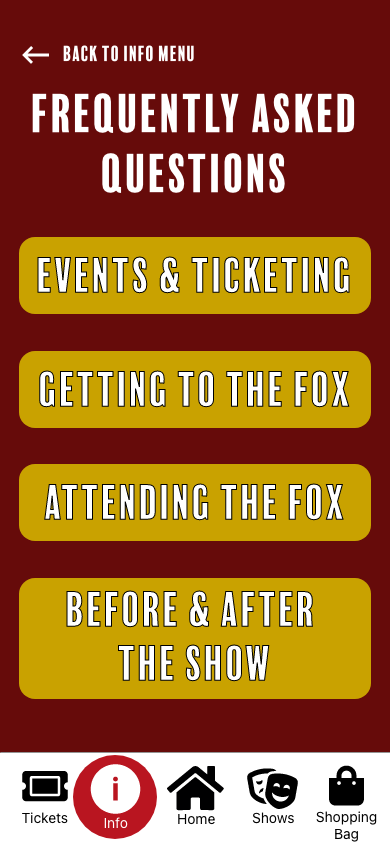 BACK TO INFO MENU
FREQUENTLY ASKED
QUESTIONS
EVENTS & TICKETING
GETTING TO THE FOX
ATTENDING THE FOX
BEFORE & AFTER
THE SHOW
i
Tickets
Info
Home
Shows
Shopping
Bag